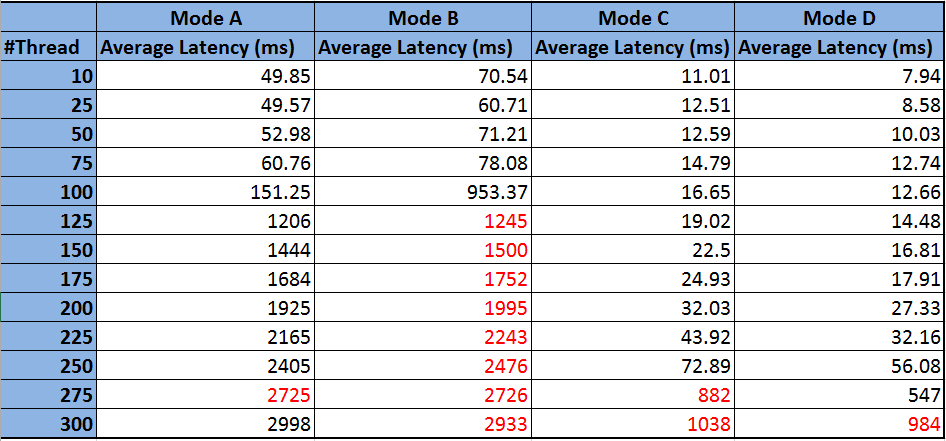 Mode A Mode B Mode C Mode D
#Thread Average Latency (ms) Average Latency (ms) Average Latency (ms) Average Latency (ms)
10 49.85 70.54 11.01 7.94
25 49.57 60.71 12.51 8.58
50 52.98 71.21 12.59 10.03
75 60.76 78.08 14.79 12.74
100 151.25 953.37 16.65 12.66
125 1206 1245 19.02 14.48
150 1444 1500 22.5 16.81
175 1684 1752 24.93 17.91
200 1925 1995 32.03 27.33
225 2165 2243 43.92 32.16
250 2405 2476 72.89 56.08
275 2725 2726 882 547
300 2998 2933 1038 984